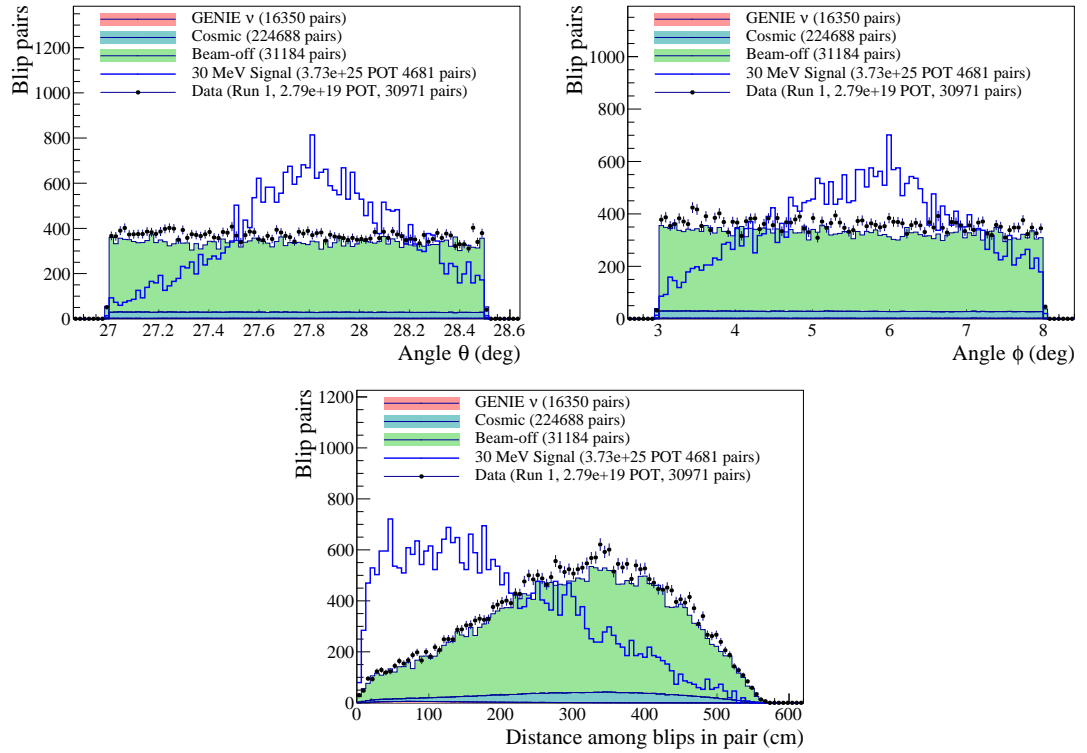 GENIE ν (16350 pairs)
Cosmic (224688 pairs)
Beam-off (31184 pairs)
30 MeV Signal (3.73e+25 POT 4681 pairs)
Data (Run 1, 2.79e+19 POT, 30971 pairs)
Blip pairs
1200
1000
800
600
400
200
0
27 27.2 27.4 27.6 27.8 28 28.2 28.4 28.6
Angle θ (deg)
GENIE ν (16350 pairs)
Cosmic (224688 pairs)
Beam-off (31184 pairs)
30 MeV Signal (3.73e+25 POT 4681 pairs)
Data (Run 1, 2.79e+19 POT, 30971 pairs)
Blip pairs
1000
800
600
400
200
0
3 4 5 6 7 8
Angle ϕ (deg)
GENIE ν (16350 pairs)
Cosmic (224688 pairs)
Beam-off (31184 pairs)
30 MeV Signal (3.73e+25 POT 4681 pairs)
Data (Run 1, 2.79e+19 POT, 30971 pairs)
Blip pairs
1200
1000
800
600
400
200
0
0 100 200 300 400 500 600
Distance among blips in pair (cm)